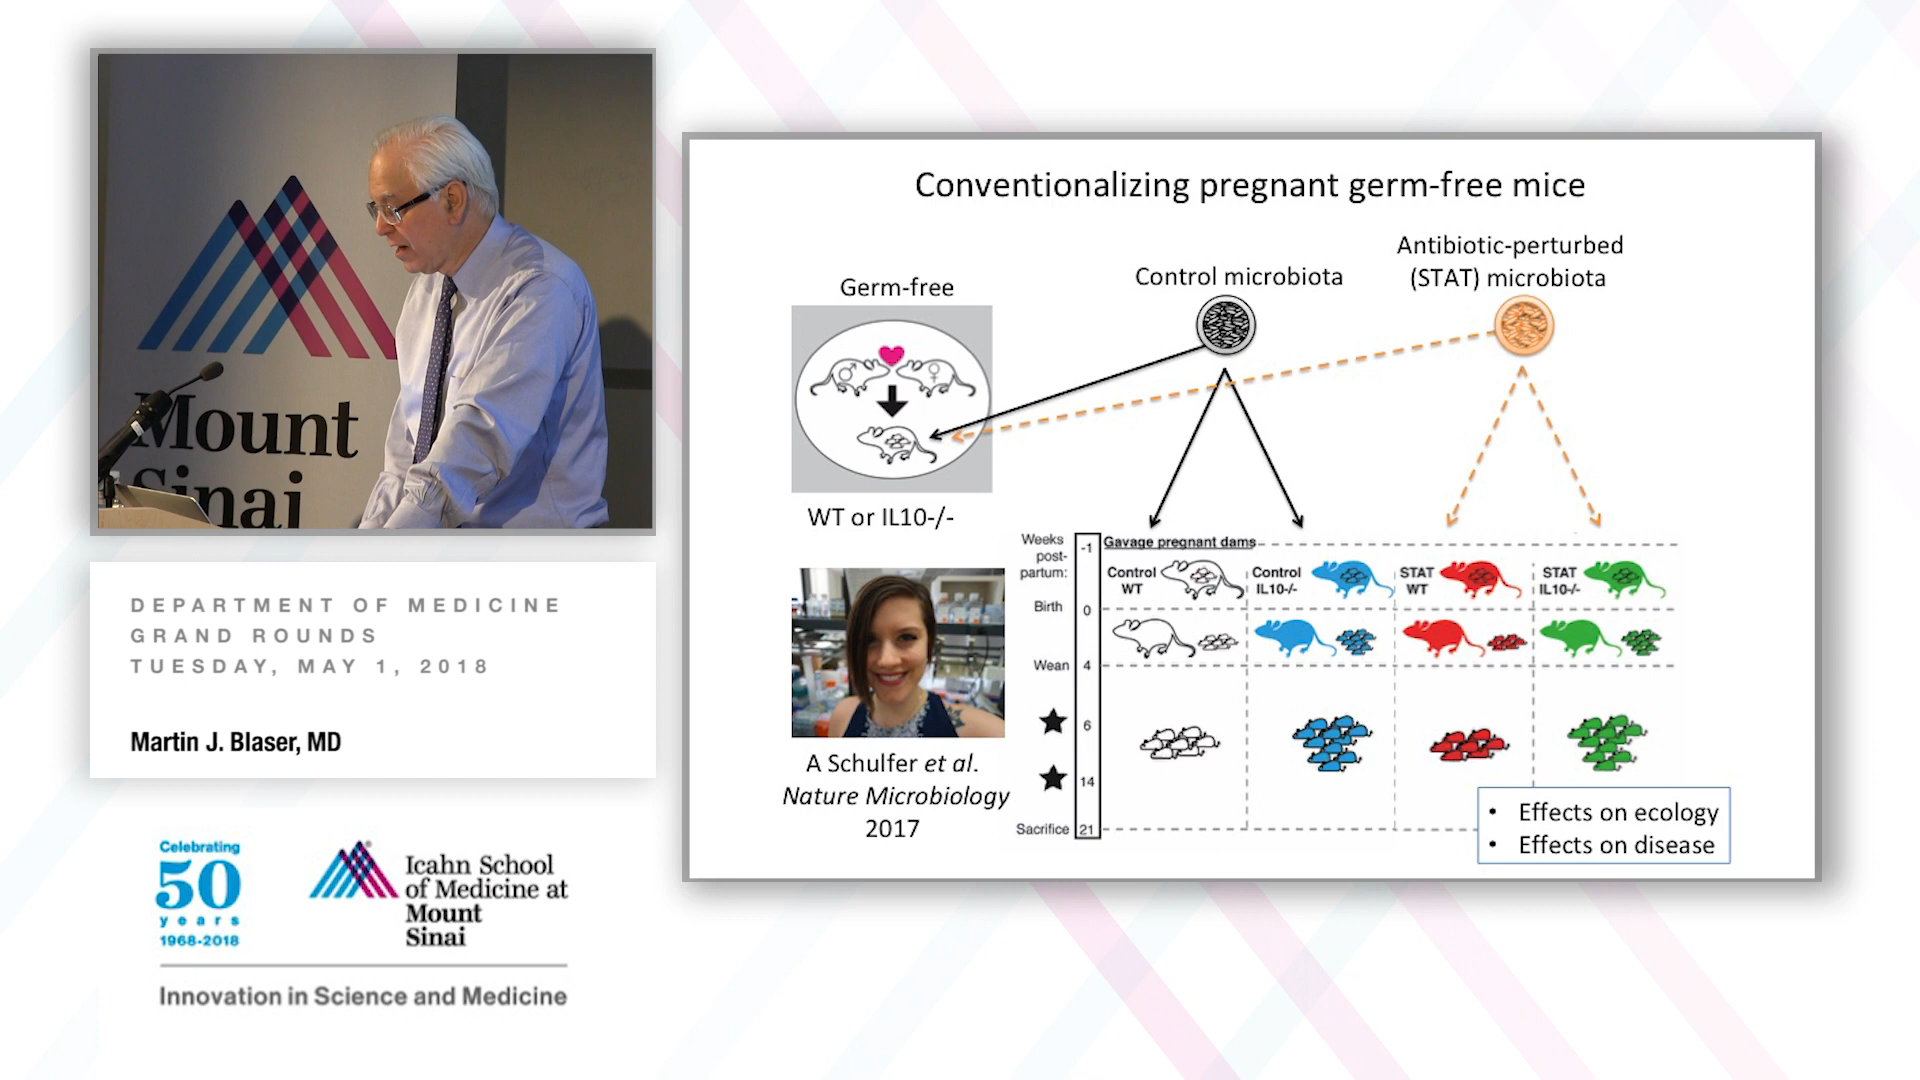 Mount
Sinai
DEPARTMENT OF MEDICINE
GRAND ROUNDS
TUESDAY, MAY 1, 2018
Martin J. Blaser, MD
Celebrating
50
years
1968-2018
Icahn School
of Medicine at
Mount
Sinai
Innovation in Science and Medicine
Conventionalizing pregnant germ-free mice
Germ-free
Control microbiota
Antibiotic-perturbed
(STAT) microbiota
WT or IL10-/-
A Schulfer et al.
Nature Microbiology
2017
Weeks
post-
partum:
-1
Gavage pregnant dams
Control
WT
Control
IL10-/-
STAT
WT
STAT
IL10-/-
Birth
0
Wean
4
6
14
Sacrifice
21
• Effects on ecology
• Effects on disease